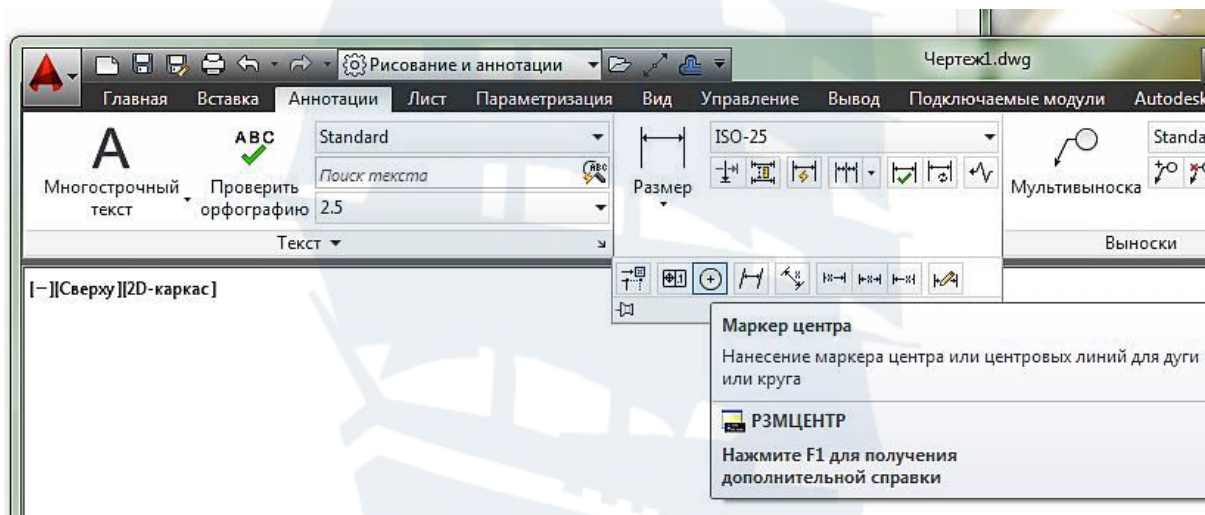 Рисование и аннотации Чертеж1.dwg
Главная Вставка Аннотации Лист Параметризация Вид Управление Вывод Подключаемые модули Autodesk
A ABC Standard ISO-25 Standa
Поиск текста ABC
Многострочный Проверить Размер Мультивыноска
текст орфографию 2.5
Текст Выноски
[−][Сверху][2D-каркас]
Маркер центра
Нанесение маркера центра или центровых линий для дуги
или круга
РЗМЦЕНТР
Нажмите F1 для получения
дополнительной справки